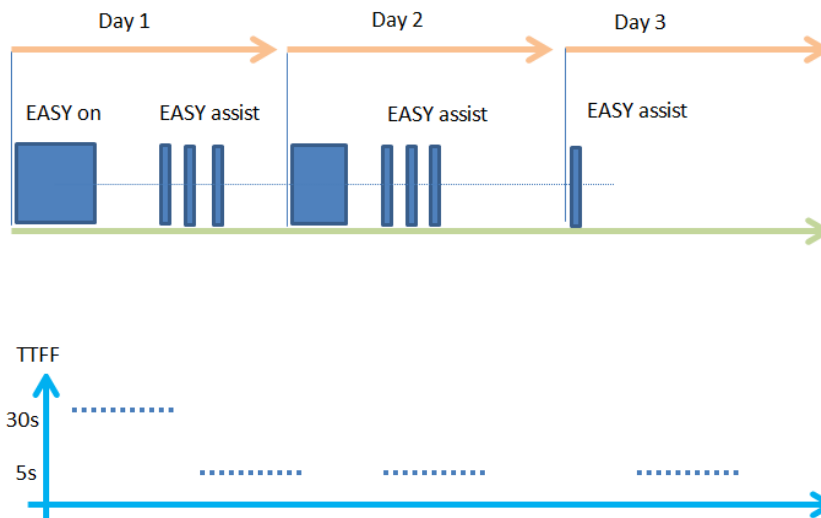 Day 1
Day 2
Day 3
EASY on
EASY assist
EASY assist
EASY assist
TTFF
30s
5s